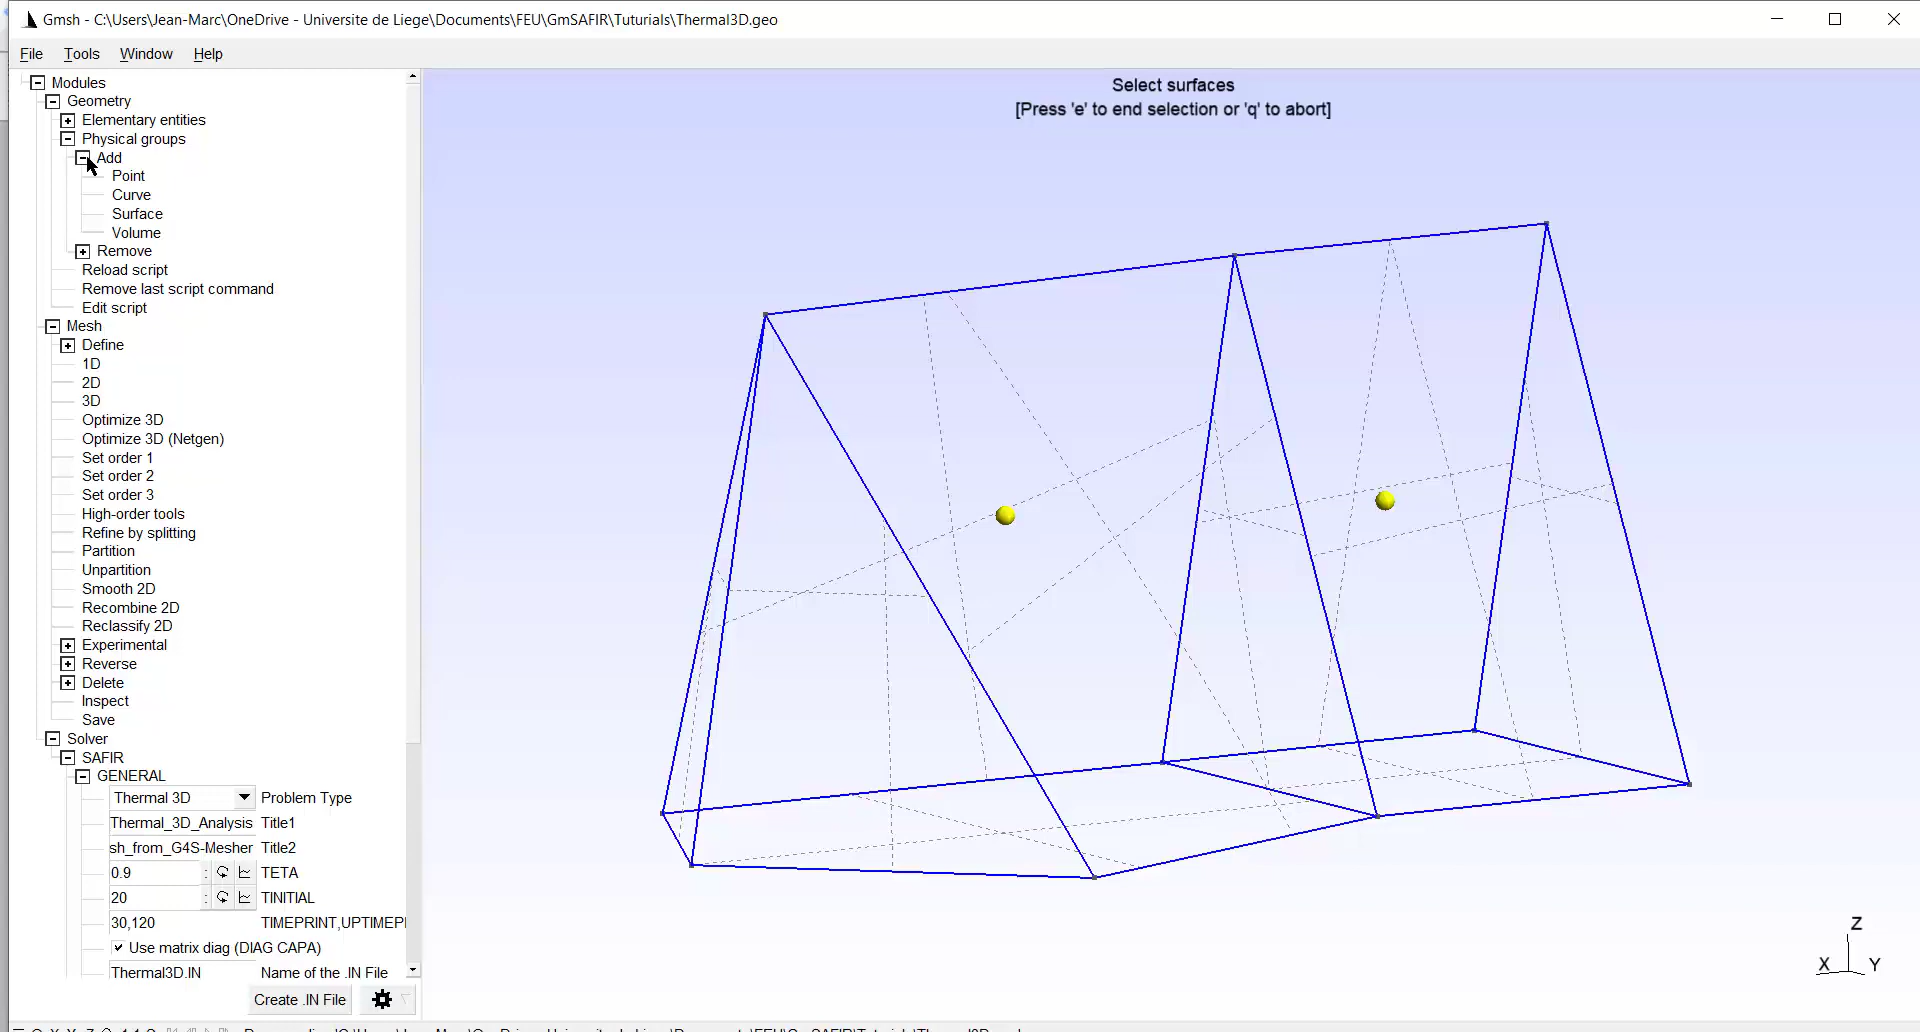 Gmsh - C:\Users\Jean-Marc\OneDrive - Universite de Liege\Documents\FEU\GmSAFIR\Tuturials\Thermal3D.geo
File Tools Window Help
Modules
Geometry
Elementary entities
Physical groups
Add
Point
Curve
Surface
Volume
Remove
Reload script
Remove last script command
Edit script
Mesh
Define
1D
2D
3D
Optimize 3D
Optimize 3D (Netgen)
Set order 1
Set order 2
Set order 3
High-order tools
Refine by splitting
Partition
Unpartition
Smooth 2D
Recombine 2D
Reclassify 2D
Experimental
Reverse
Delete
Inspect
Save
Solver
SAFIR
GENERAL
Thermal 3D Problem Type
Thermal_3D_Analysis Title1
sh_from_G4S-Mesher Title2
0.9 : TETA
20 : TINITIAL
30,120 TIMEPRINT,UPTIMEP
Use matrix diag (DIAG CAPA)
Thermal3D.IN Name of the .IN File
Create .IN File
Select surfaces
[Press 'e' to end selection or 'q' to abort]
Z
X Y